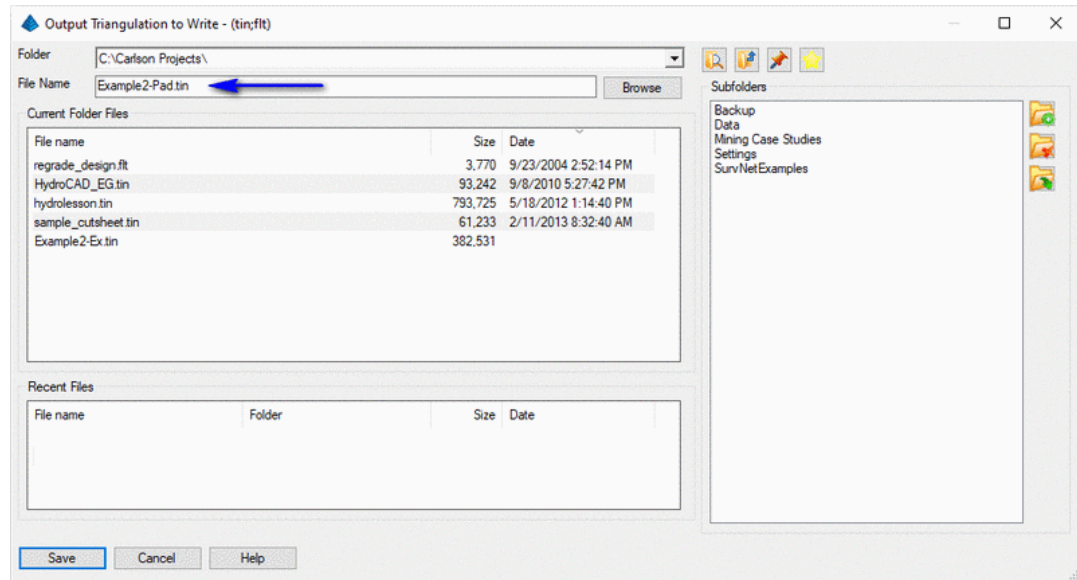 Output Triangulation to Write - (tin;flt)
Folder
C:\Carlson Projects\
File Name
Example2-Pad.tin
Browse
Current Folder Files
File name Size Date
regrade_design.flt 3,770 9/23/2004 2:52:14 PM
HydroCAD_EG.tin 93,242 9/8/2010 5:27:42 PM
hydrolesson.tin 793,725 5/18/2012 1:14:40 PM
sample_cutsheet.tin 61,233 2/11/2013 8:32:40 AM
Example2-Ex.tin 382,531
Recent Files
File name Folder Size Date
Subfolders
Backup
Data
Mining Case Studies
Settings
SurvNetExamples
Save Cancel Help